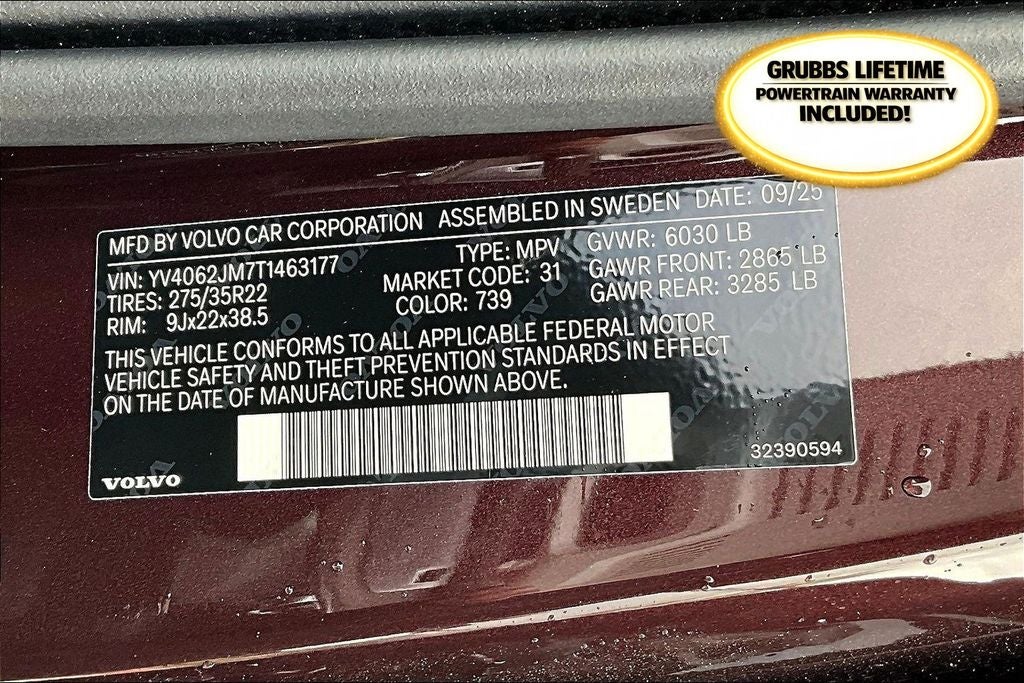 GRUBBS LIFETIME
POWERTRAIN WARRANTY
INCLUDED!
MFD BY VOLVO CAR CORPORATION ASSEMBLED IN SWEDEN DATE: 09/25
VIN: YV4062JM7T1463177 TYPE: MPV GVWR: 6030 LB
TIRES: 275/35R22 MARKET CODE: 31 GAWR FRONT: 2865 LB
RIM: 9Jx22x38.5 COLOR: 739 GAWR REAR: 3285 LB
THIS VEHICLE CONFORMS TO ALL APPLICABLE FEDERAL MOTOR
VEHICLE SAFETY AND THEFT PREVENTION STANDARDS IN EFFECT
ON THE DATE OF MANUFACTURE SHOWN ABOVE.
32390594
VOLVO